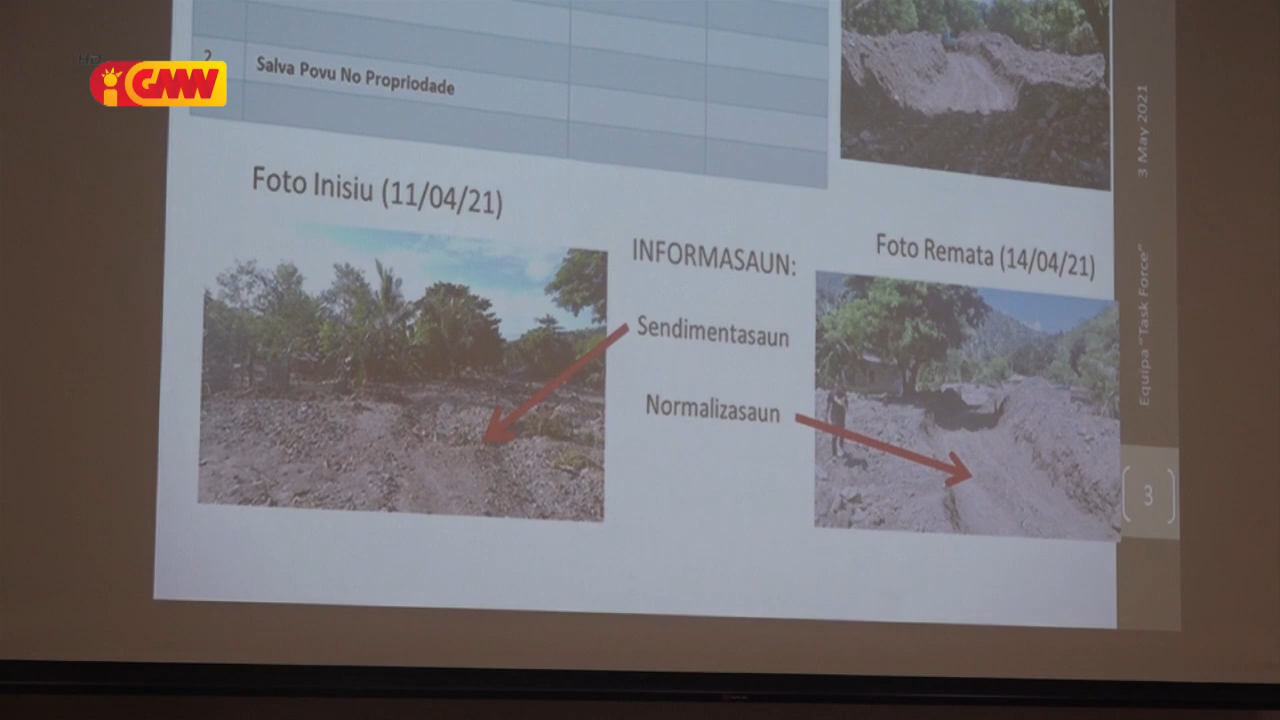 GMN
2
Salva Povu No Propriodade
Foto Inisiu (11/04/21)
INFORMASAUN:
Foto Remata (14/04/21)
Sendimentasaun
Normalizasaun
3 May 2021
Equipa "Task Force"
3